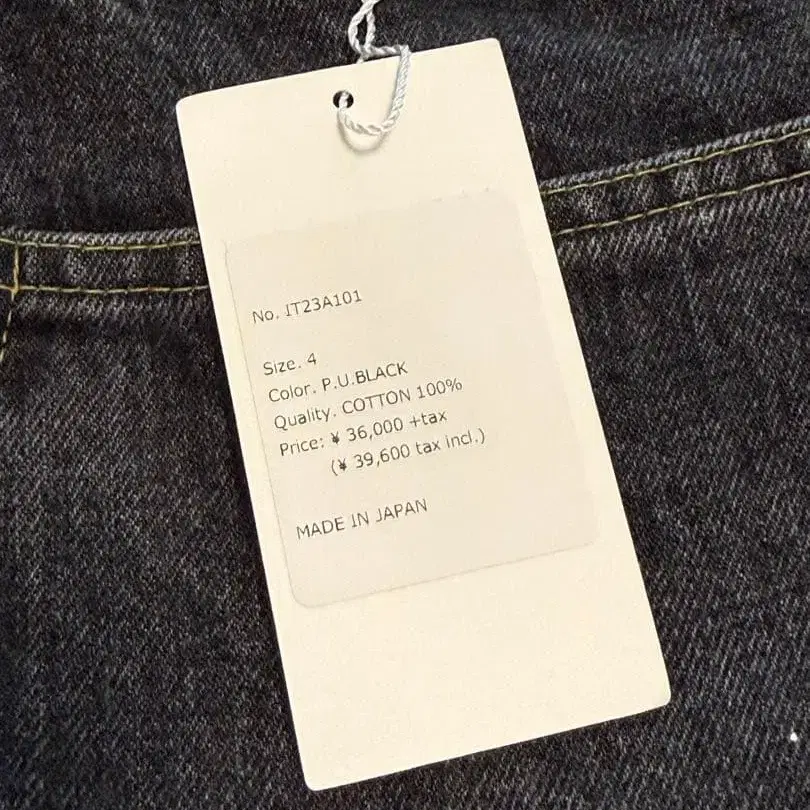 No. IT23A101
Size. 4
Color. P.U.BLACK
Quality. COTTON 100%
Price: ¥ 36,000 +tax
(¥ 39,600 tax incl.)
MADE IN JAPAN